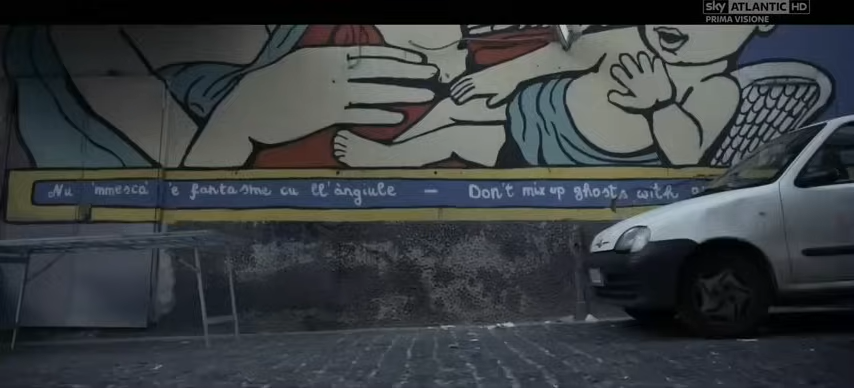 sky ATLANTIC HD
PRIMA VISIONE
Nu 'mmescà 'e fantasme cu ll'àngiule — Don't mix up ghosts with